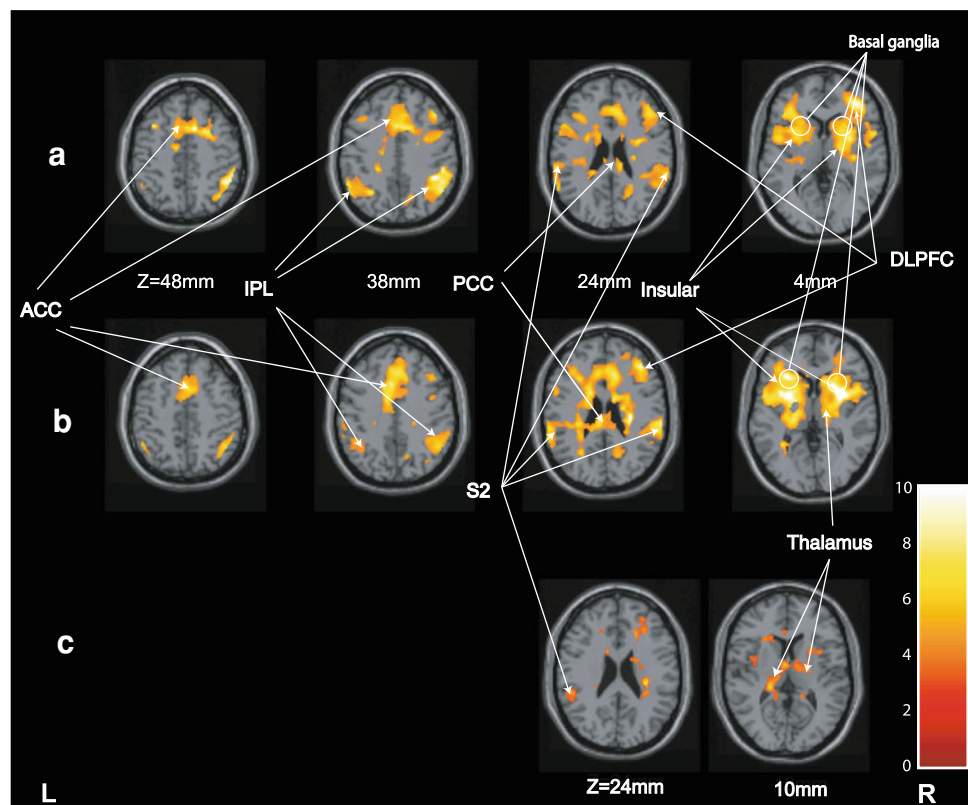 Basal ganglia
a
DLPFC
Z=48mm
IPL
38mm
PCC
24mm
Insular
4mm
ACC
b
S2
10
8
6
4
2
0
Thalamus
c
Z=24mm
10mm
L
R